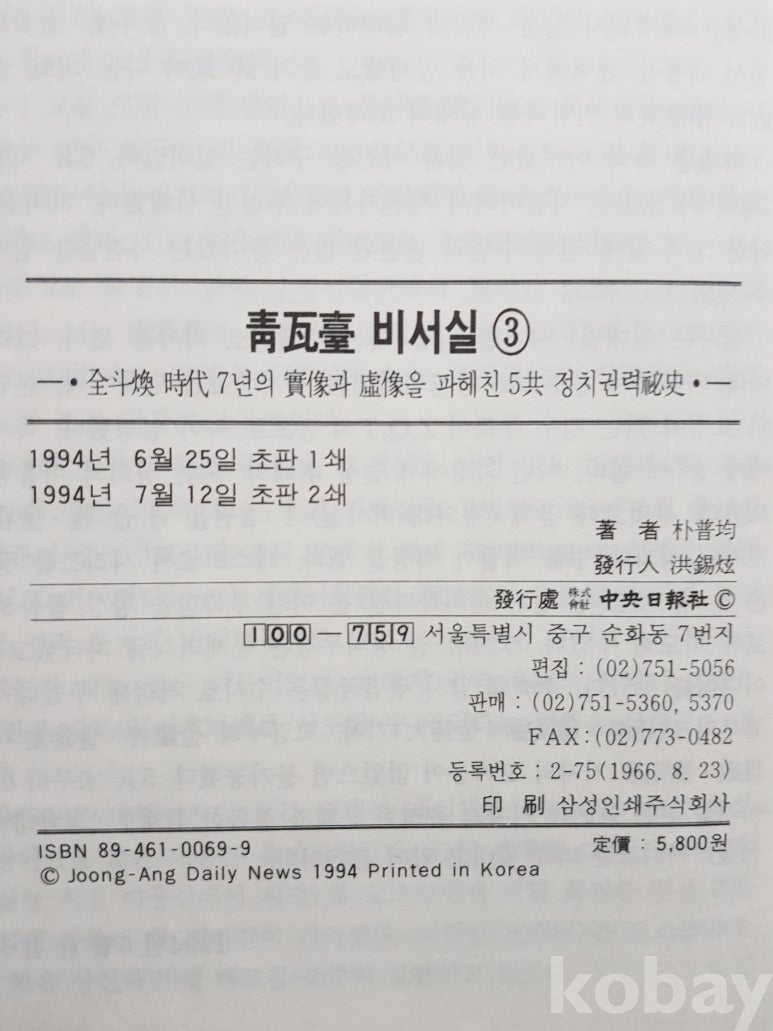 靑瓦臺 비서실 ③
—• 全斗煥 時代 7년의 實像과 虛像을 파헤친 5共 정치권력祕史 •—
1994년 6월 25일 초판 1쇄
1994년 7월 12일 초판 2쇄
著 者 朴普均
發行人 洪錫炫
發行處 株式會社 中央日報社 ©
100-759 서울특별시 중구 순화동 7번지
편집 : (02)751-5056
판매 : (02)751-5360, 5370
FAX : (02)773-0482
등록번호 : 2-75(1966. 8. 23)
印 刷 삼성인쇄주식회사
ISBN 89-461-0069-9
定價 : 5,800원
© Joong-Ang Daily News 1994 Printed in Korea
kobay